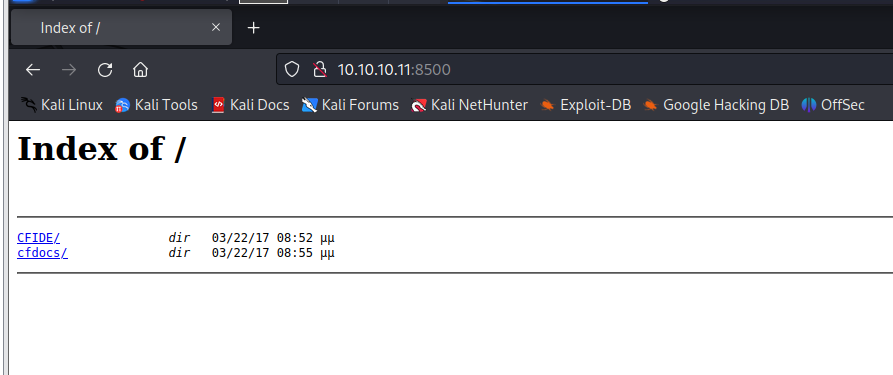 Index of /
10.10.10.11:8500
Kali Linux Kali Tools Kali Docs Kali Forums Kali NetHunter Exploit-DB Google Hacking DB OffSec
Index of /
CFIDE/ dir 03/22/17 08:52 μμ
cfdocs/ dir 03/22/17 08:55 μμ